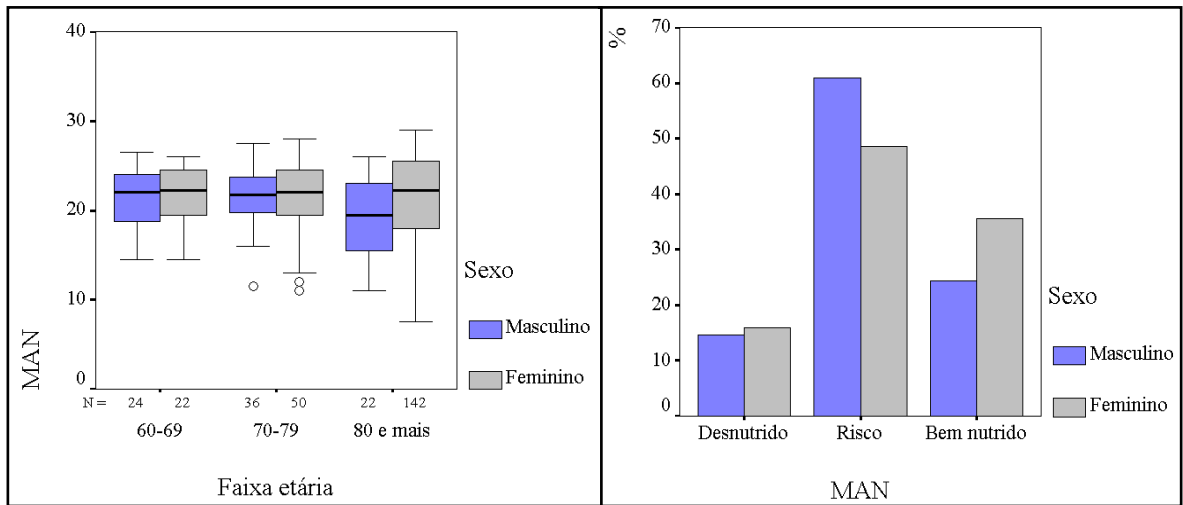 40
30
20
10
0
MAN
N = 24 22 36 50 22 142
60-69 70-79 80 e mais
Faixa etária
Sexo
Masculino
Feminino
%
70
60
50
40
30
20
10
0
Desnutrido Risco Bem nutrido
MAN
Sexo
Masculino
Feminino